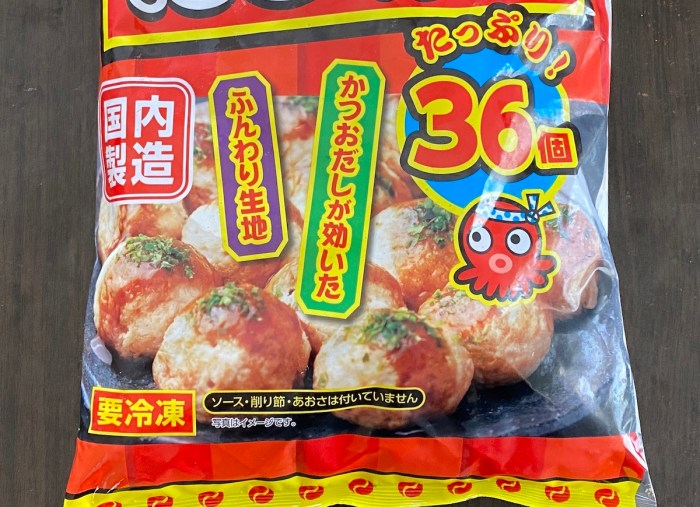 たっぷり!
36個
国内
製造
かつおだしが効いた
ふんわり生地
要冷凍
ソース・削り節・あおさは付いていません
写真はイメージです。